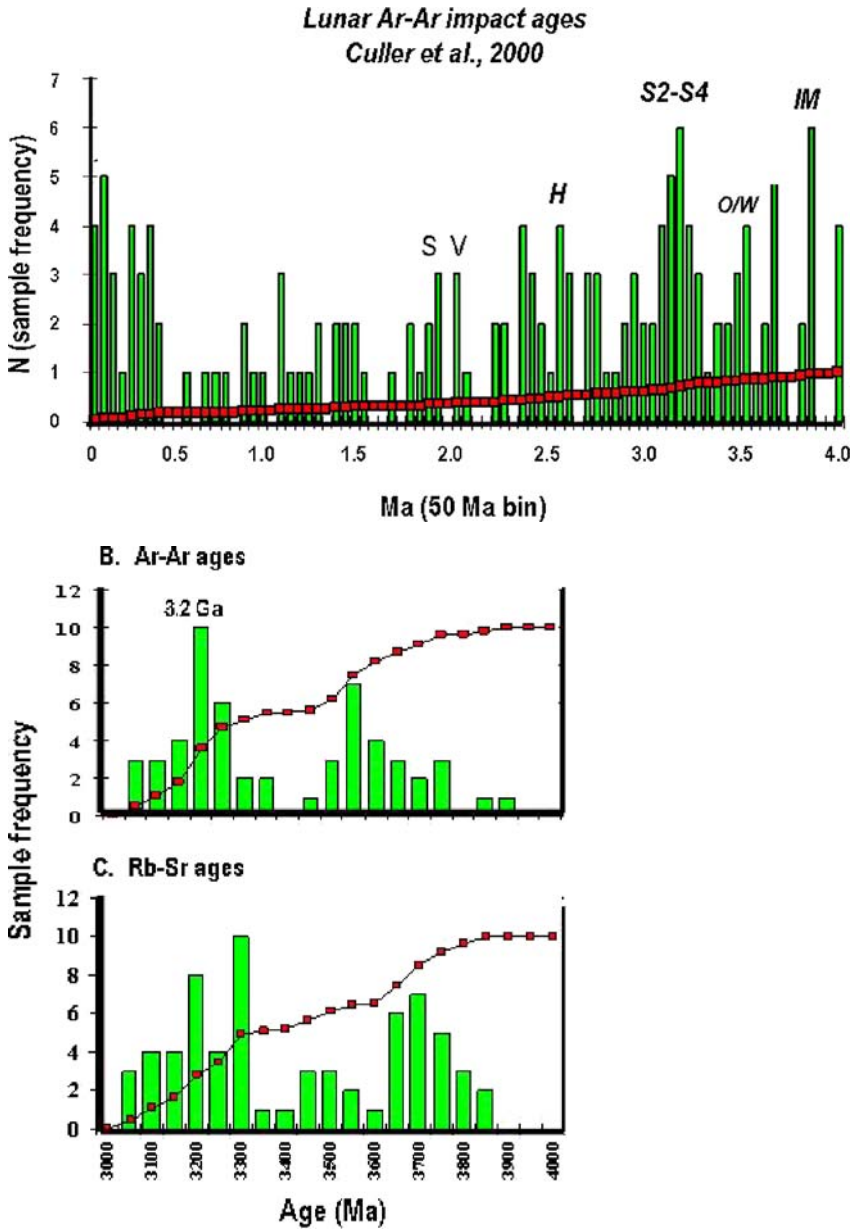 Lunar Ar-Ar impact ages
Culler et al., 2000
N (sample frequency)
7
6
5
4
3
2
1
0
S V
H
S2-S4
O/W
IM
0 0.5 1.0 1.5 2.0 2.5 3.0 3.5 4.0
Ma (50 Ma bin)
B. Ar-Ar ages
3.2 Ga
12
10
8
6
4
2
0
Sample frequency
C. Rb-Sr ages
12
10
8
6
4
2
0
3000 3100 3200 3300 3400 3500 3600 3700 3800 3900 4000
Age (Ma)